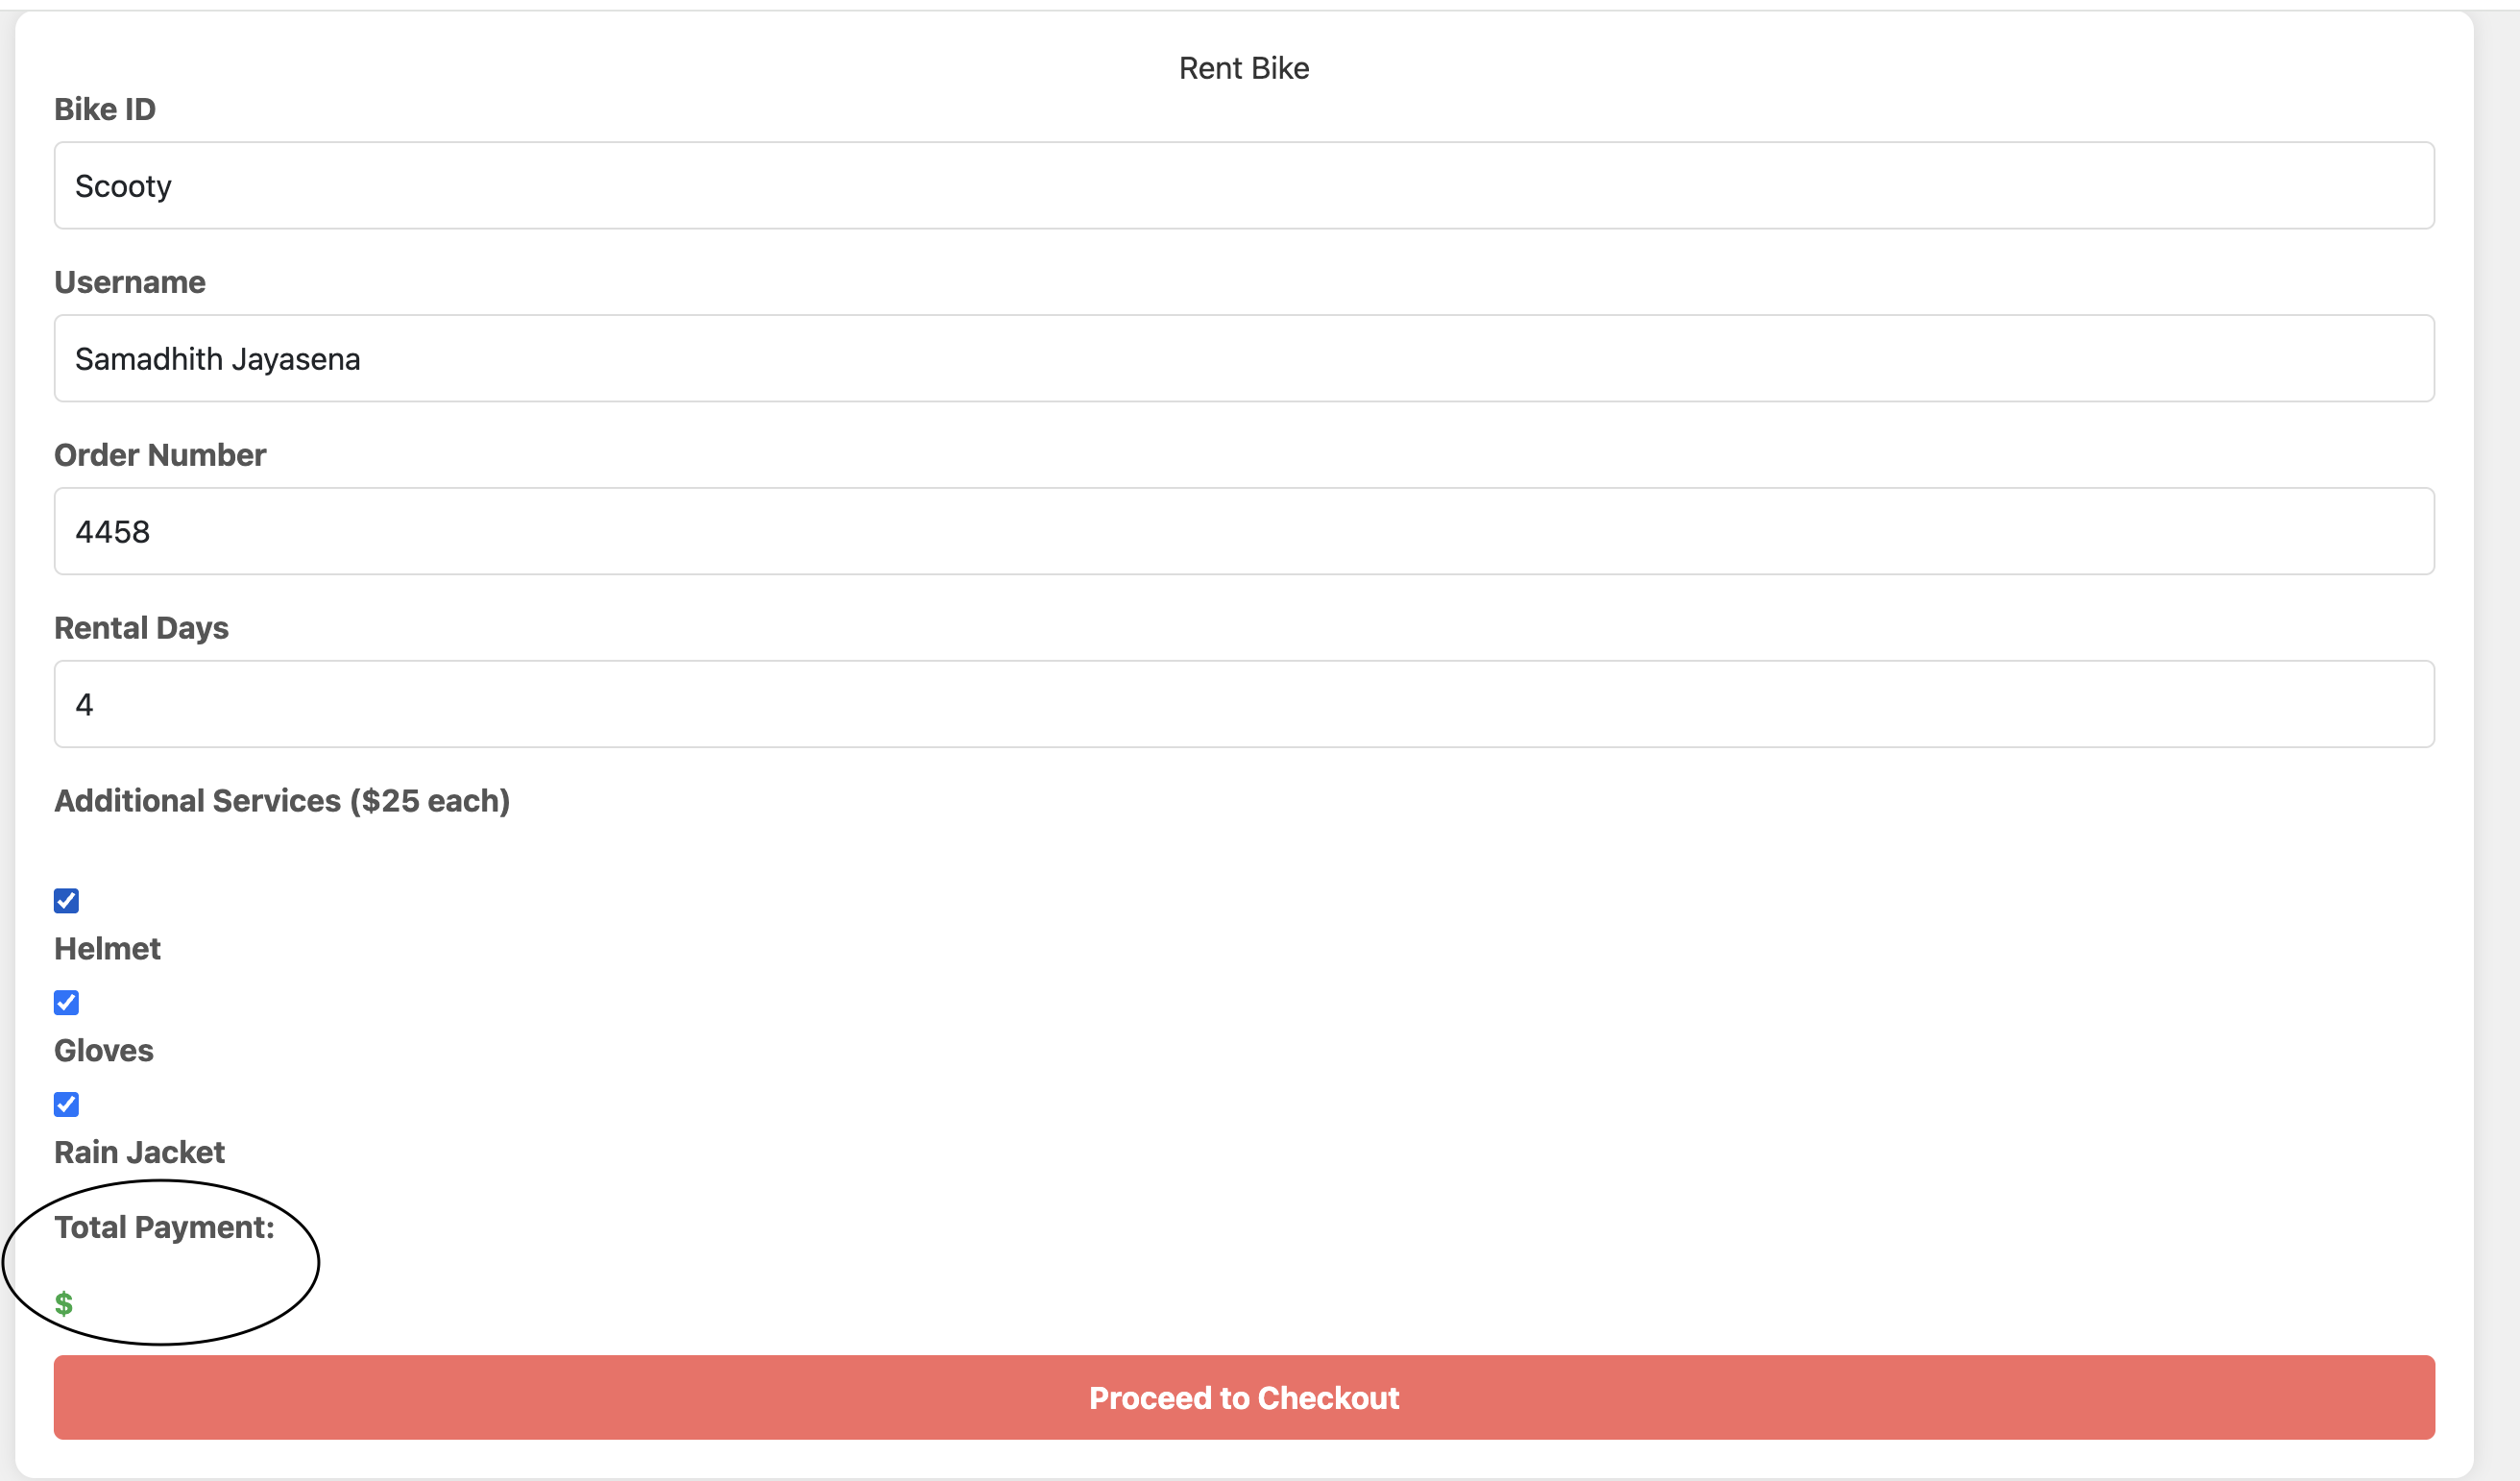 Rent Bike
Bike ID
Scooty
Username
Samadhith Jayasena
Order Number
4458
Rental Days
4
Additional Services ($25 each)
Helmet
Gloves
Rain Jacket
Total Payment:
$
Proceed to Checkout